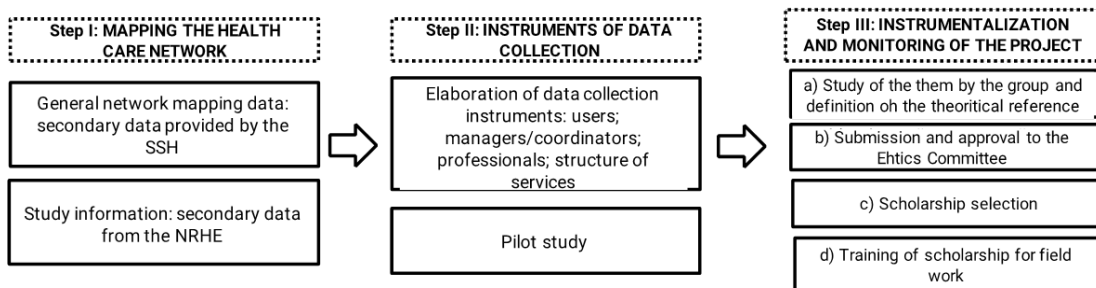 Step I: MAPPING THE HEALTH
CARE NETWORK
General network mapping data:
secondary data provided by the
SSH
Study information: secondary data
from the NRHE
Step II: INSTRUMENTS OF DATA
COLLECTION
Elaboration of data collection
instruments: users;
managers/coordinators;
professionals; structure of
services
Pilot study
Step III: INSTRUMENTALIZATION
AND MONITORING OF THE PROJECT
a) Study of the them by the group and
definition oh the theoritical reference
b) Submission and approval to the
Ehtics Committee
c) Scholarship selection
d) Training of scholarship for field
work